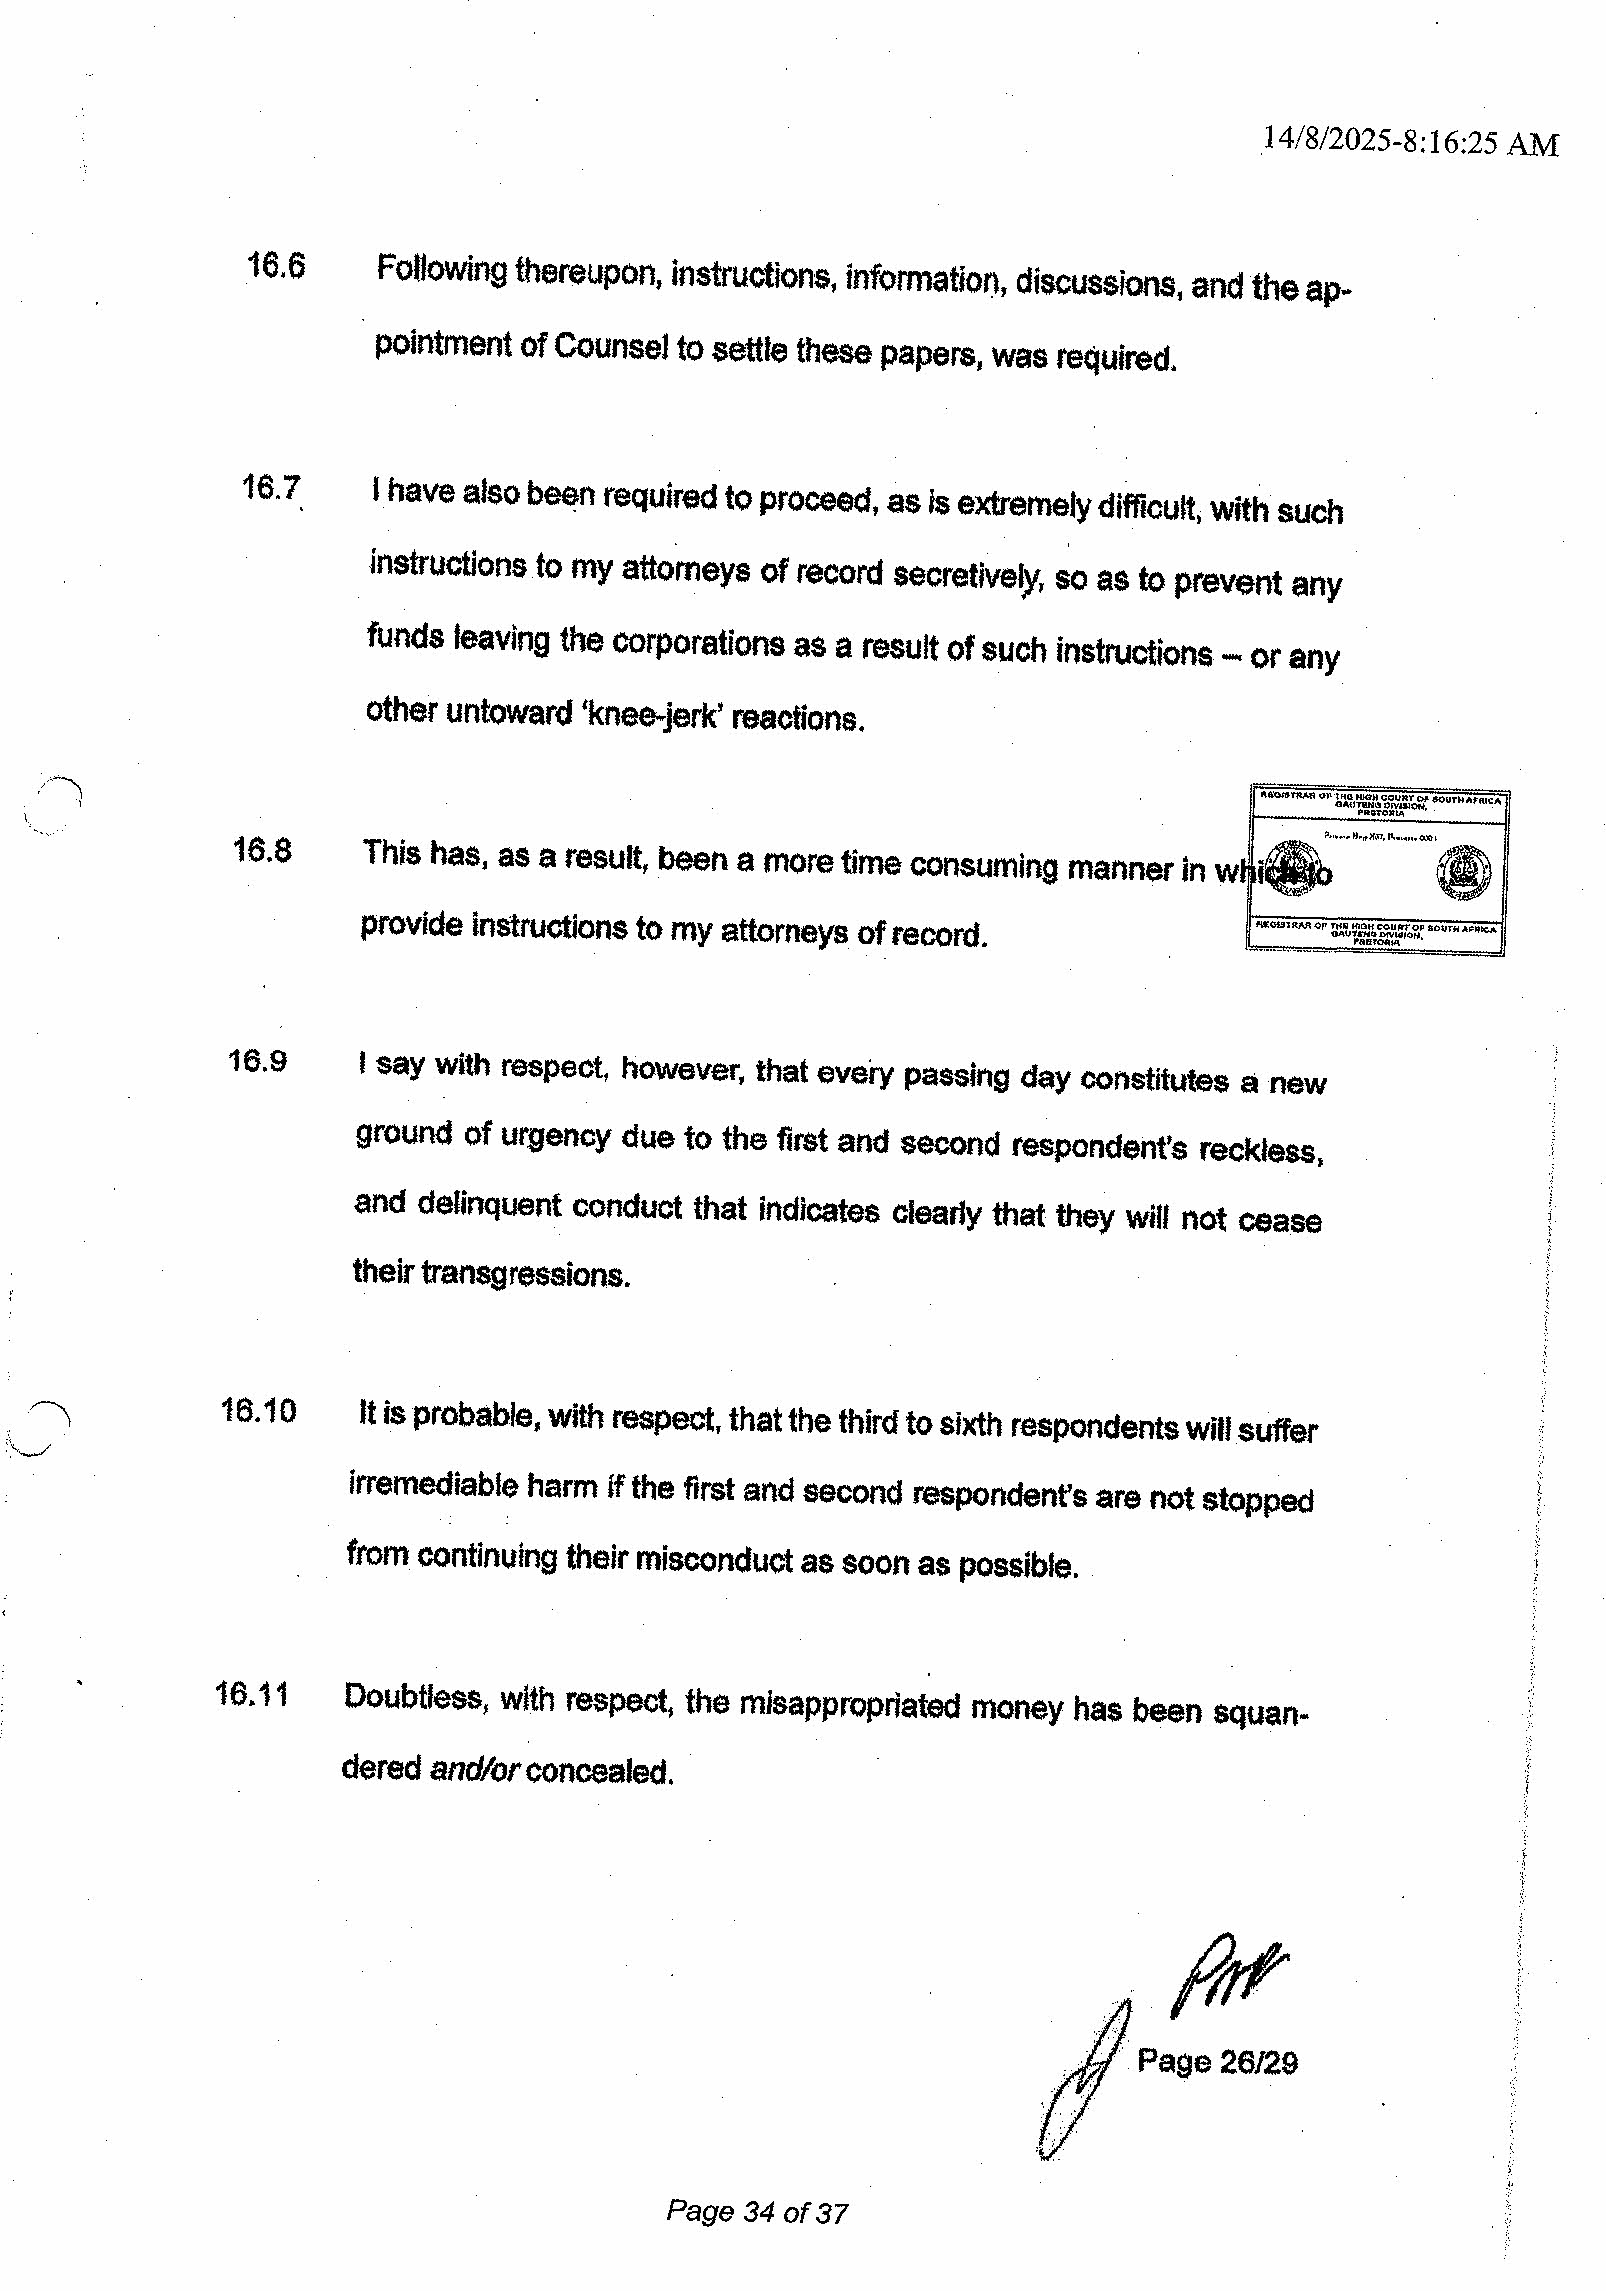 14/8/2025-8:16:25 AM
16.6 Following thereupon, instructions, information, discussions, and the ap-
pointment of Counsel to settle these papers, was required.
16.7 I have also been required to proceed, as is extremely difficult, with such
instructions to my attorneys of record secretively, so as to prevent any
funds leaving the corporations as a result of such instructions – or any
other untoward ‘knee-jerk’ reactions.
REGISTRAR OF THE HIGH COURT OF SOUTH AFRICA
GAUTENG DIVISION,
PRETORIA
Private Bag X67, Pretoria 0001
16.8 This has, as a result, been a more time consuming manner in which to
provide instructions to my attorneys of record.
REGISTRAR OF THE HIGH COURT OF SOUTH AFRICA
GAUTENG DIVISION,
PRETORIA
16.9 I say with respect, however, that every passing day constitutes a new
ground of urgency due to the first and second respondent's reckless,
and delinquent conduct that indicates clearly that they will not cease
their transgressions.
16.10 It is probable, with respect, that the third to sixth respondents will suffer
irremediable harm if the first and second respondent's are not stopped
from continuing their misconduct as soon as possible.
16.11 Doubtless, with respect, the misappropriated money has been squan-
dered and/or concealed.
Page 26/29
Page 34 of 37